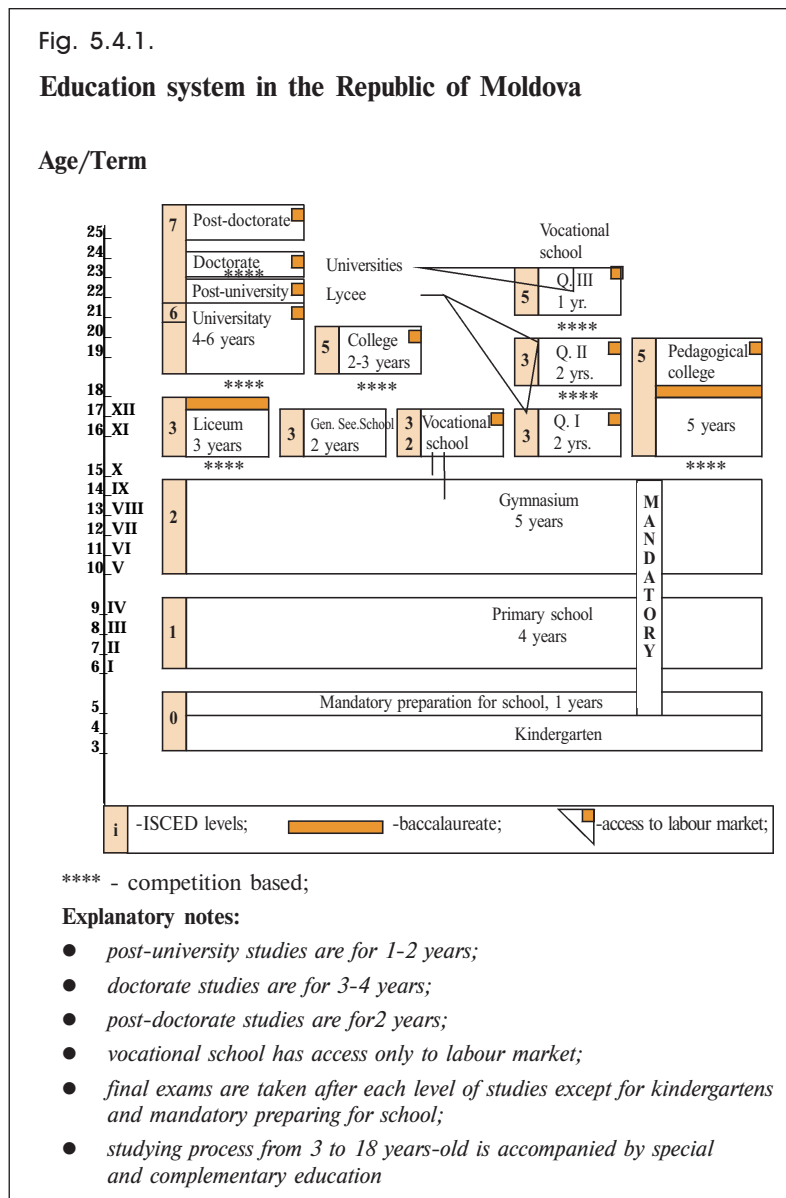 Fig. 5.4.1.
Education system in the Republic of Moldova
Age/Term
25
24
23
22
21
20
19
18
17 XII
16 XI
15 X
14 IX
13 VIII
12 VII
11 VI
10 V
9 IV
8 III
7 II
6 I
5
4
3
7
Post-doctorate
Doctorate
****
Post-university
6
Universitaty
4-6 years
****
Universities
Lycee
5
College
2-3 years
****
Vocational
school
5
Q. III
1 yr.
****
3
Q. II
2 yrs.
****
3
Q. I
2 yrs.
5
Pedagogical
college
5 years
****
3
Liceum
3 years
****
3
Gen. See.School
2 years
3
2
Vocational
school
2
Gymnasium
5 years
1
Primary school
4 years
MANDATORY
0
Mandatory preparation for school, 1 years
Kindergarten
i -ISCED levels; -baccalaureate; -access to labour market;
**** - competition based;
Explanatory notes:
● post-university studies are for 1-2 years;
● doctorate studies are for 3-4 years;
● post-doctorate studies are for2 years;
● vocational school has access only to labour market;
● final exams are taken after each level of studies except for kindergartens
and mandatory preparing for school;
● studying process from 3 to 18 years-old is accompanied by special
and complementary education